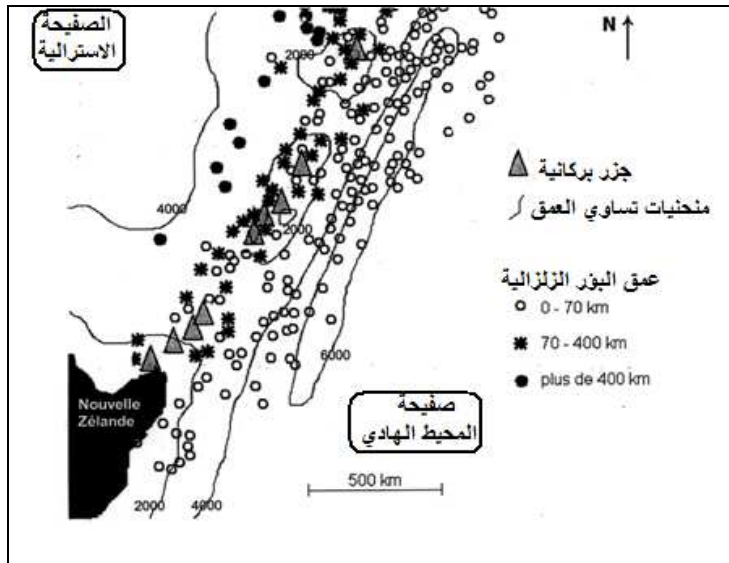 الصفيحة
الاسترالية
N
2000
جزر بركانية
منحنيات تساوي العمق
4000
2000
عمق البؤر الزلزالية
0 - 70 km
70 - 400 km
plus de 400 km
6000
Nouvelle
Zélande
صفيحة
المحيط الهادي
500 km
2000
4000